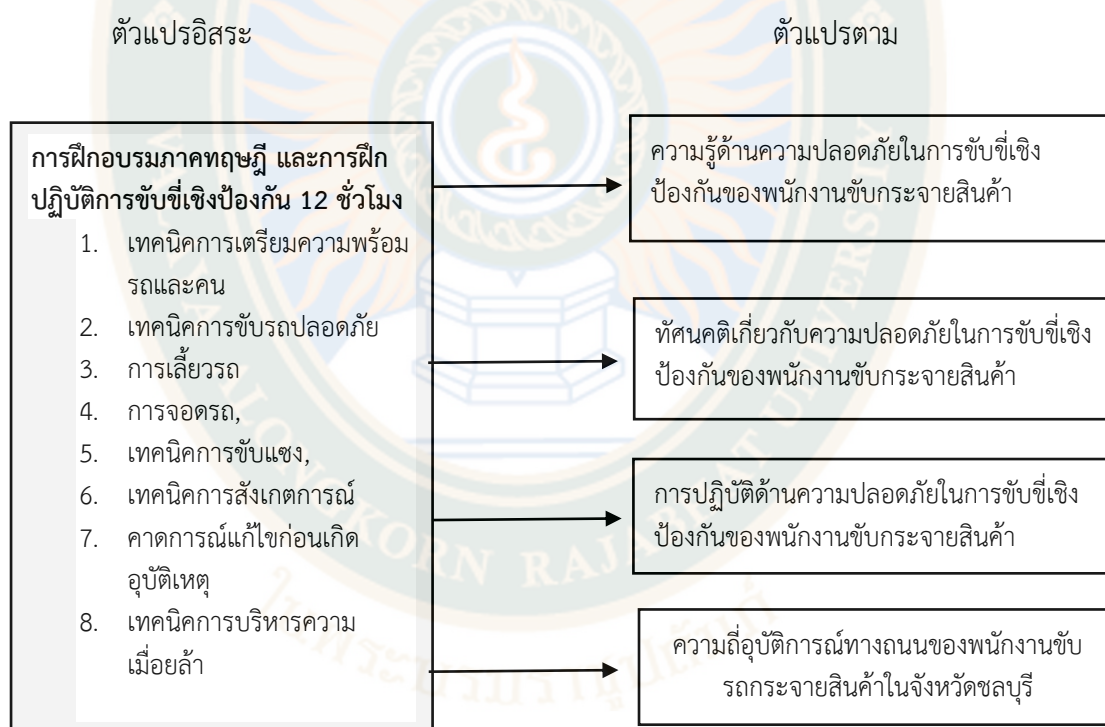 ตัวแปรอิสระ
ตัวแปรตาม
การฝึกอบรมภาคทฤษฎี และการฝึก
ปฏิบัติการขับขี่เชิงป้องกัน 12 ชั่วโมง
1. เทคนิคการเตรียมความพร้อม
รถและคน
2. เทคนิคการขับรถปลอดภัย
3. การเลี้ยวรถ
4. การจอดรถ,
5. เทคนิคการขับแซง,
6. เทคนิคการสังเกตการณ์
7. คาดการณ์แก้ไขก่อนเกิด
อุบัติเหตุ
8. เทคนิคการบริหารความ
เมื่อยล้า
ความรู้ด้านความปลอดภัยในการขับขี่เชิง
ป้องกันของพนักงานขับกระจายสินค้า
ทัศนคติเกี่ยวกับความปลอดภัยในการขับขี่เชิง
ป้องกันของพนักงานขับกระจายสินค้า
การปฏิบัติด้านความปลอดภัยในการขับขี่เชิง
ป้องกันของพนักงานขับกระจายสินค้า
ความถี่อุบัติการณ์ทางถนนของพนักงานขับ
รถกระจายสินค้าในจังหวัดชลบุรี